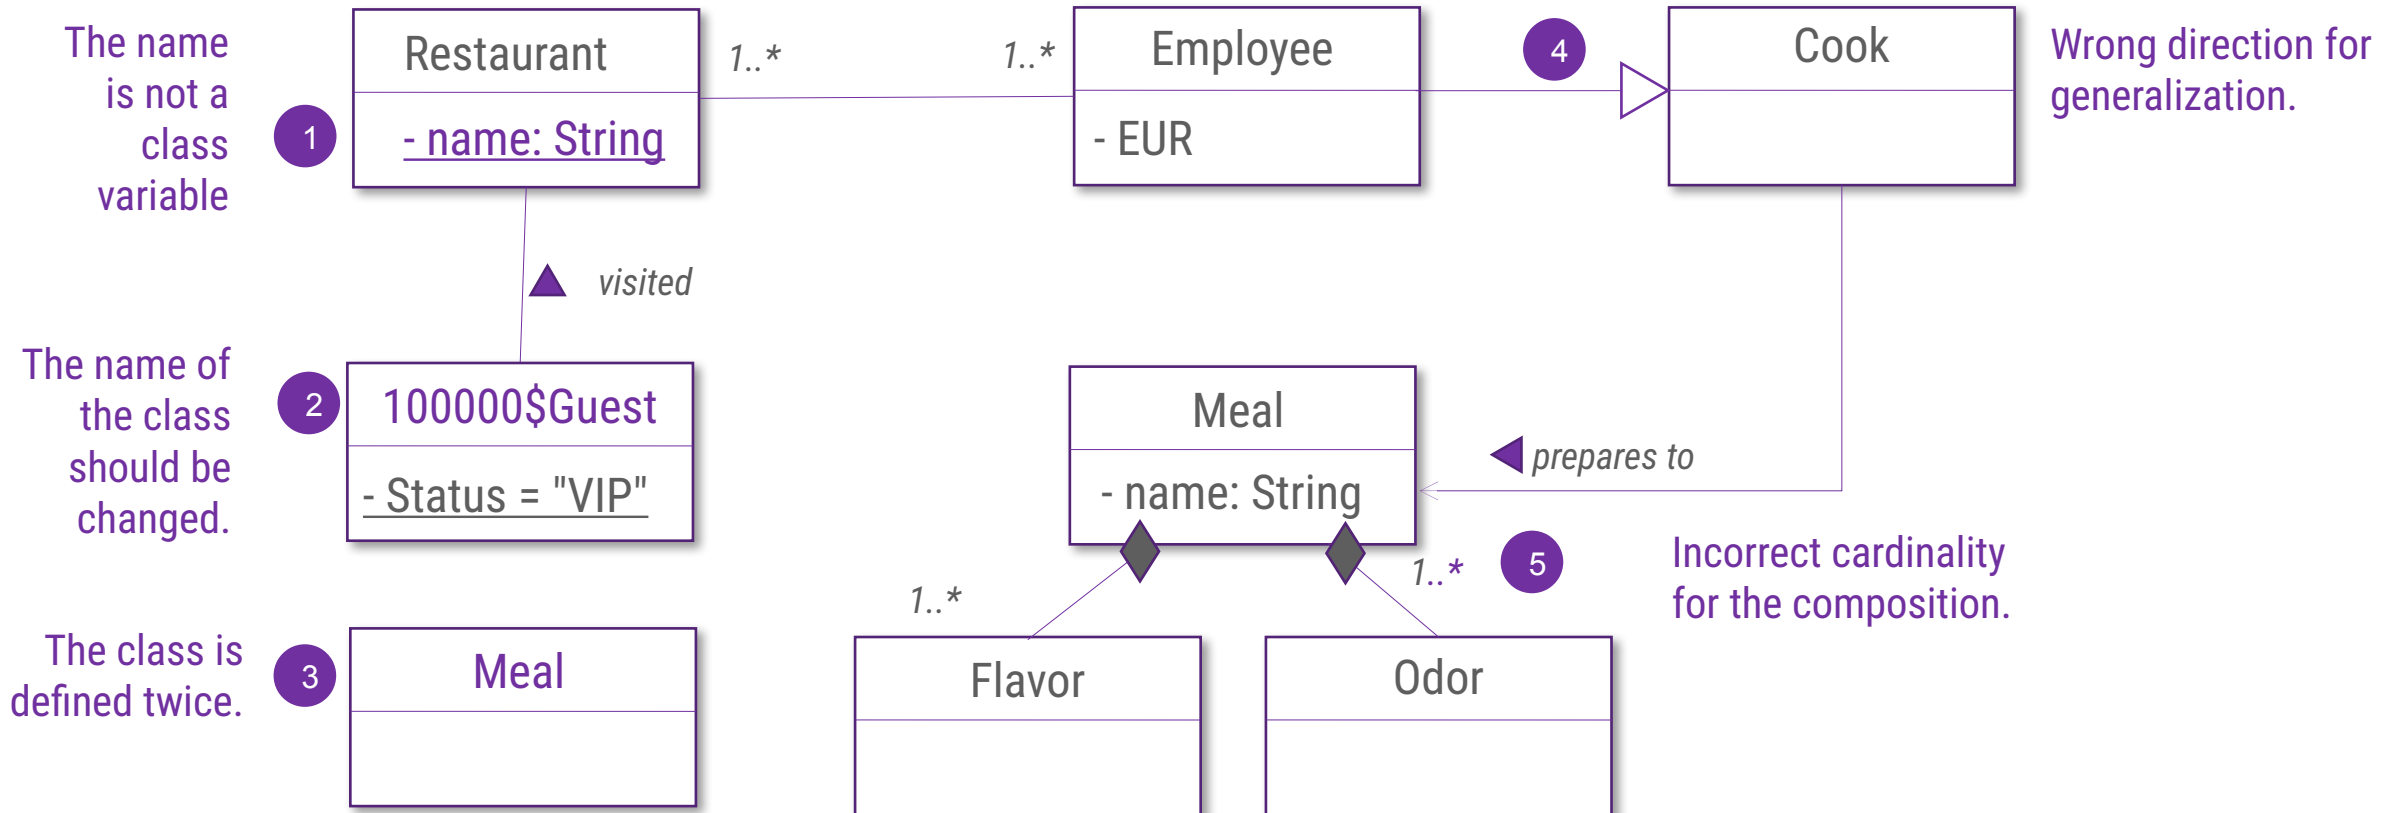 The name
is not a
class
variable
1
Restaurant
- name: String
1..*
1..*
Employee
- EUR
4
Cook
Wrong direction for
generalization.
visited
The name of
the class
should be
changed.
2
100000$Guest
- Status = "VIP"
Meal
- name: String
prepares to
1..*
1..*
5
Incorrect cardinality
for the composition.
The class is
defined twice.
3
Meal
Flavor
Odor